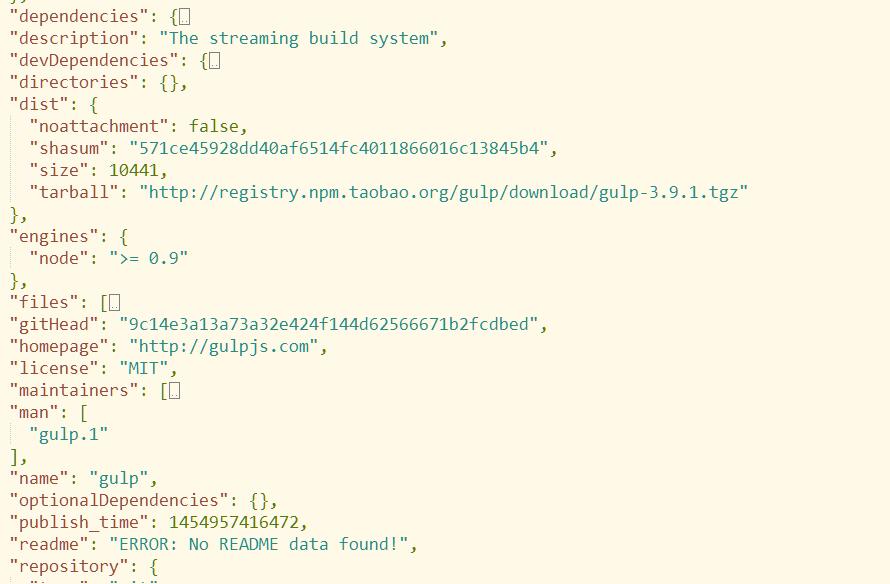 },
"dependencies": {
"description": "The streaming build system",
"devDependencies": {
"directories": {},
"dist": {
"noattachment": false,
"shasum": "571ce45928dd40af6514fc4011866016c13845b4",
"size": 10441,
"tarball": "http://registry.npm.taobao.org/gulp/download/gulp-3.9.1.tgz"
},
"engines": {
"node": ">= 0.9"
},
"files": [
"gitHead": "9c14e3a13a73a32e424f144d62566671b2fcdbed",
"homepage": "http://gulpjs.com",
"license": "MIT",
"maintainers": [
"man": [
"gulp.1"
],
"name": "gulp",
"optionalDependencies": {},
"publish_time": 1454957416472,
"readme": "ERROR: No README data found!",
"repository": {